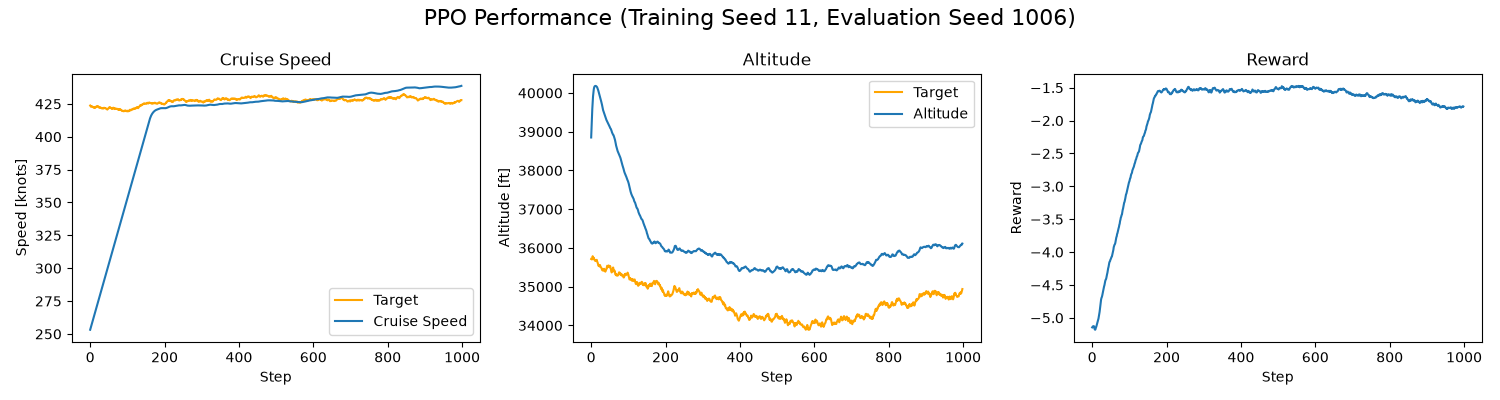 PPO Performance (Training Seed 11, Evaluation Seed 1006)
Cruise Speed
Speed [knots]
425
400
375
350
325
300
275
250
Target
Cruise Speed
0 200 400 600 800 1000
Step
Altitude
Altitude [ft]
40000
39000
38000
37000
36000
35000
34000
Target
Altitude
0 200 400 600 800 1000
Step
Reward
Reward
−1.5
−2.0
−2.5
−3.0
−3.5
−4.0
−4.5
−5.0
0 200 400 600 800 1000
Step